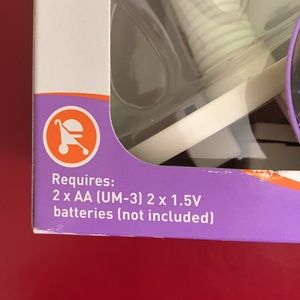 Requires:
2 x AA (UM-3) 2 x 1.5V
batteries (not included)